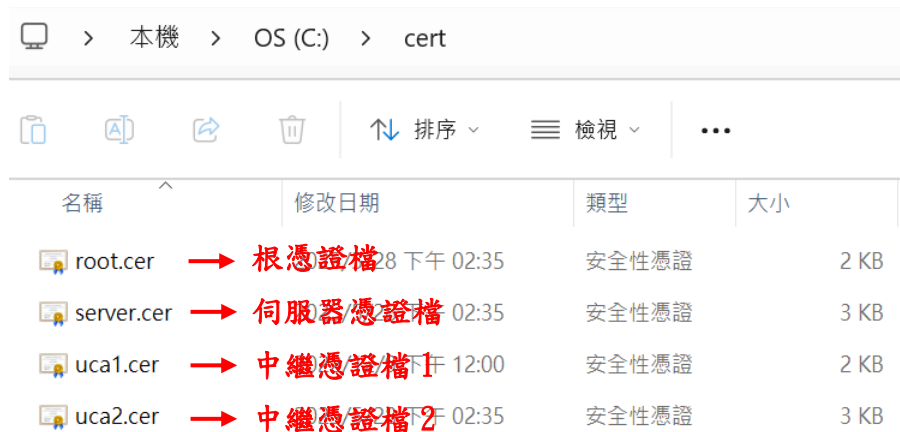 本機 > OS (C:) > cert
排序 檢視 •••
名稱 修改日期 類型 大小
root.cer 根憑證檔 28 下午 02:35 安全性憑證 2 KB
server.cer 伺服器憑證檔 02:35 安全性憑證 3 KB
uca1.cer 中繼憑證檔1 下午 12:00 安全性憑證 2 KB
uca2.cer 中繼憑證檔2 02:35 安全性憑證 3 KB